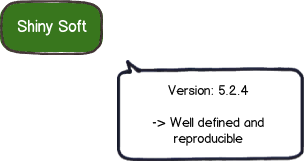 Shiny Soft
Version: 5.2.4
-> Well defined and
reproducible